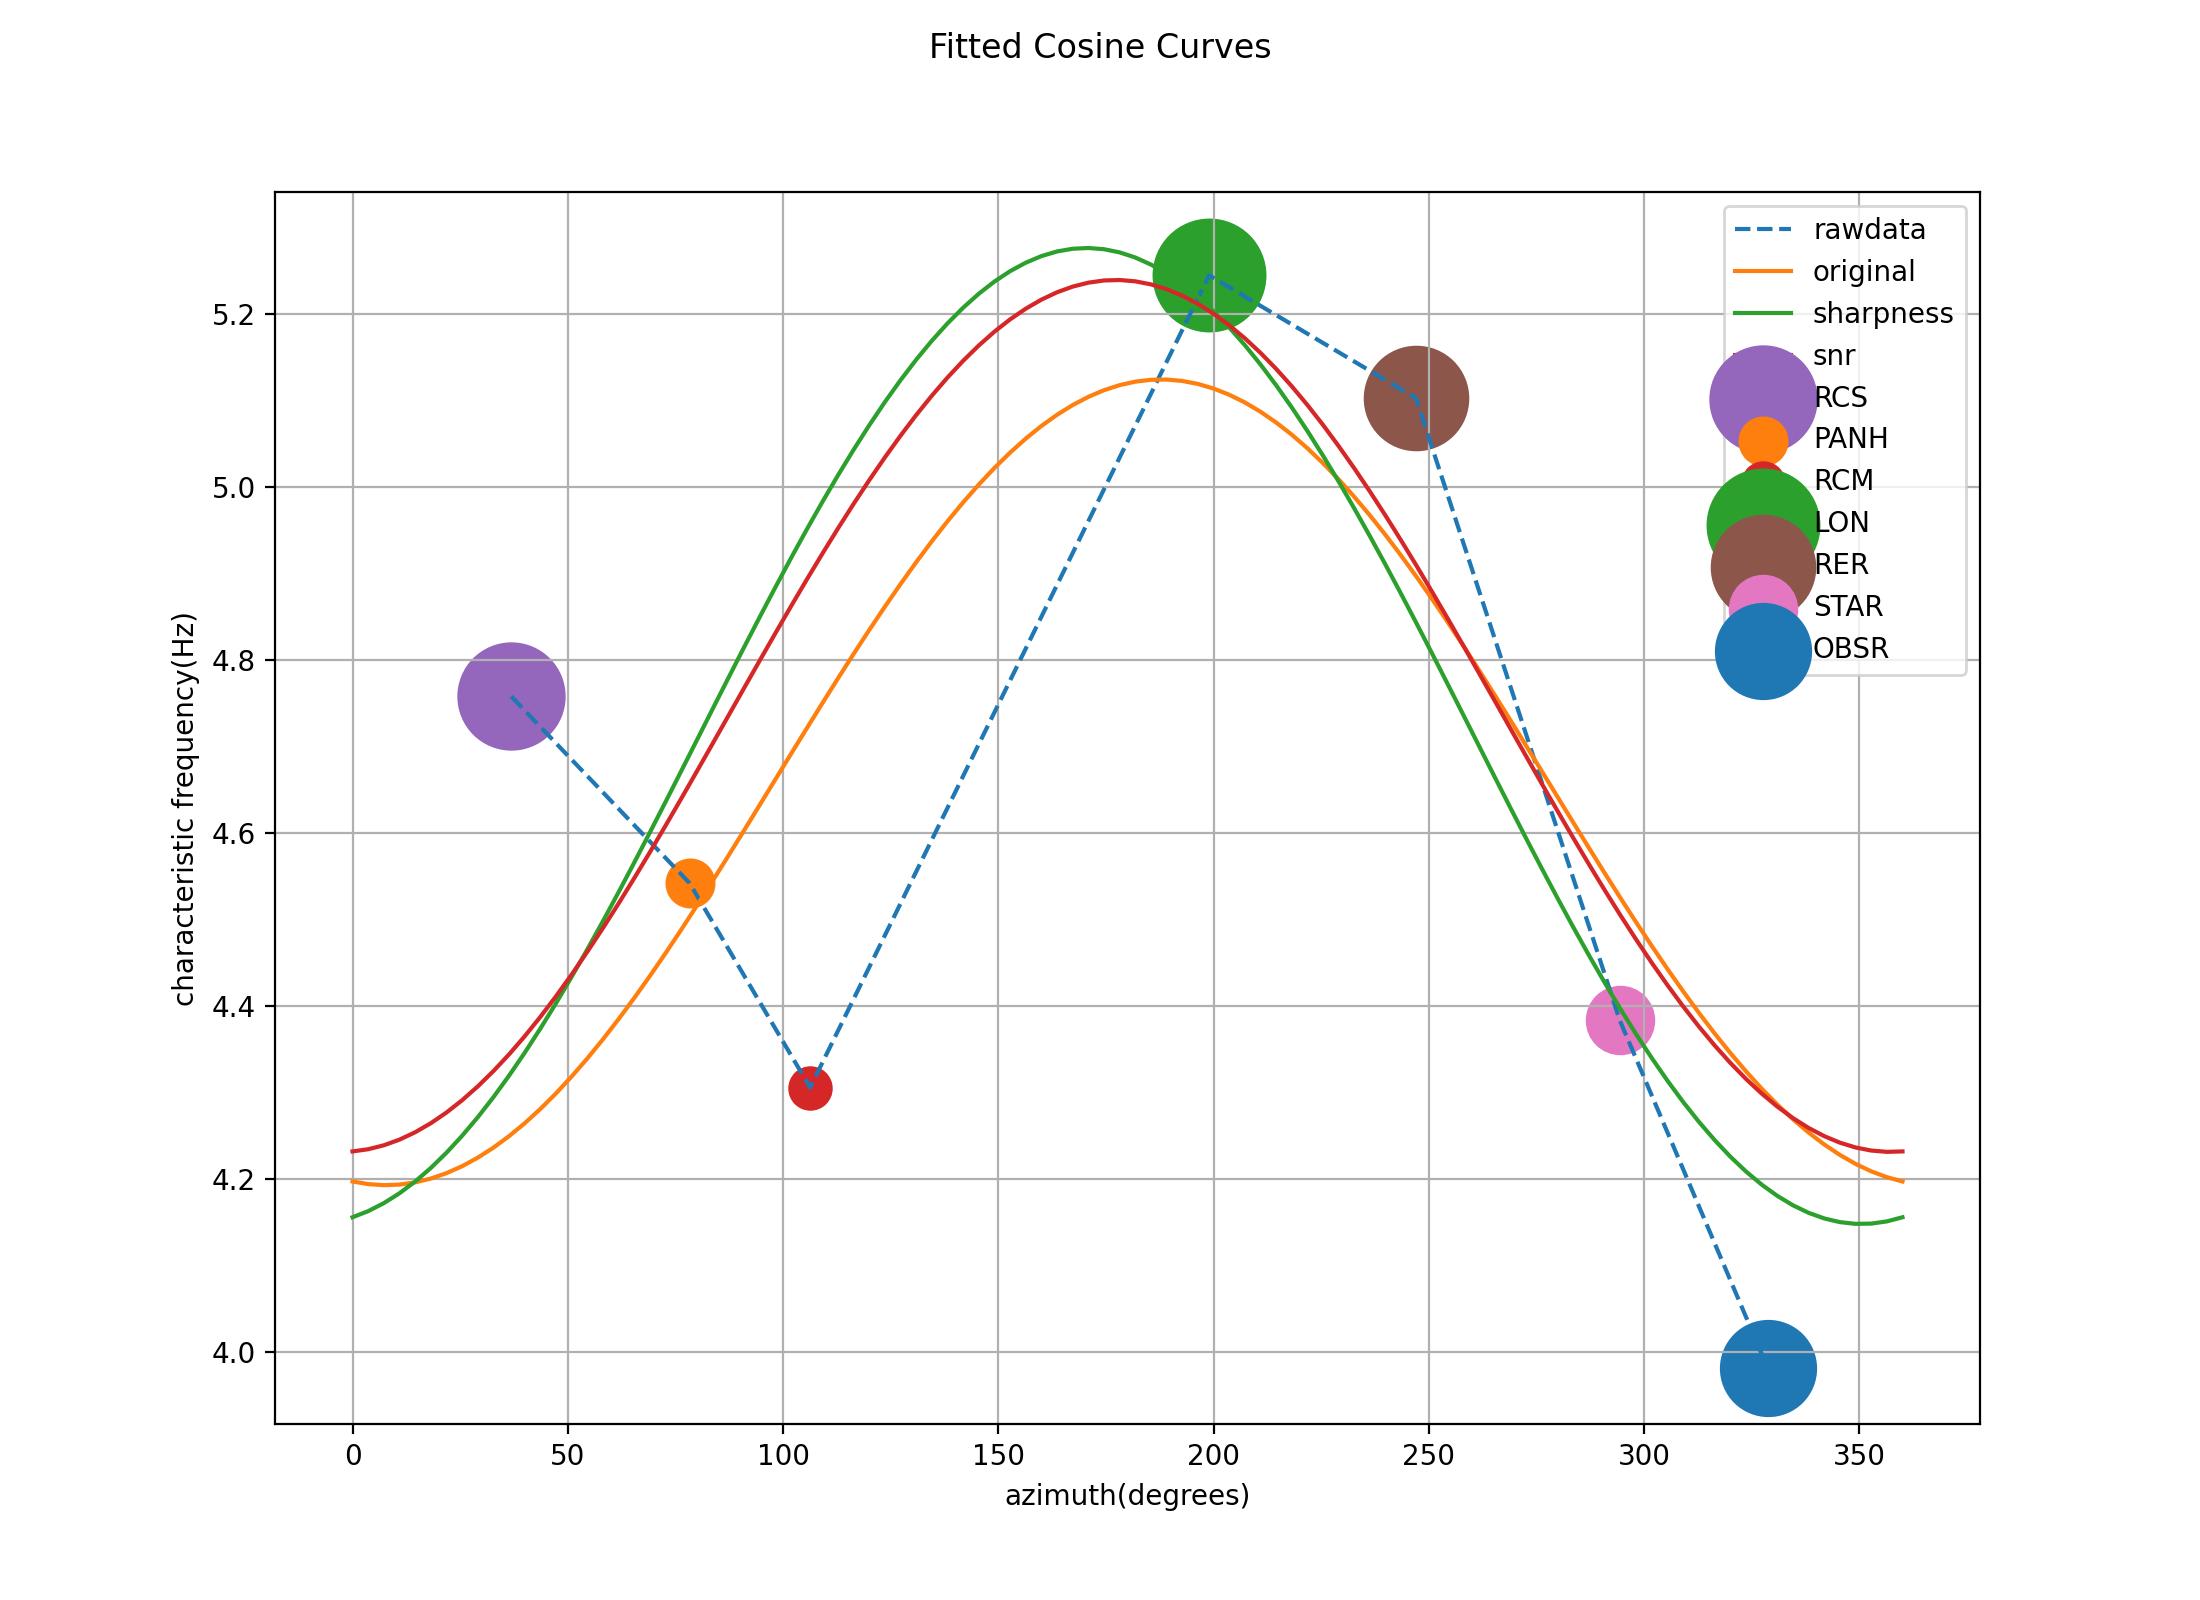 Fitted Cosine Curves
rawdata
original
sharpness
snr
RCS
PANH
RCM
LON
RER
STAR
OBSR
characteristic frequency(Hz)
5.2
5.0
4.8
4.6
4.4
4.2
4.0
0 50 100 150 200 250 300 350
azimuth(degrees)